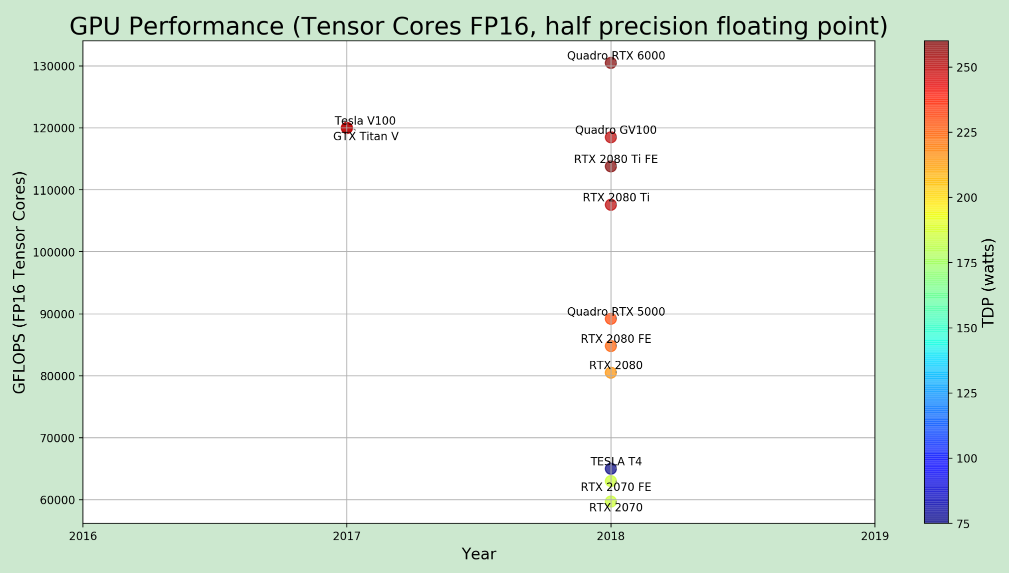 GPU Performance (Tensor Cores FP16, half precision floating point)
GFLOPS (FP16 Tensor Cores)
130000
120000
110000
100000
90000
80000
70000
60000
Quadro RTX 6000
Tesla V100
GTX Titan V
Quadro GV100
RTX 2080 Ti FE
RTX 2080 Ti
Quadro RTX 5000
RTX 2080 FE
RTX 2080
TESLA T4
RTX 2070 FE
RTX 2070
2016
2017
2018
2019
Year
250
225
200
175
150
125
100
75
TDP (watts)